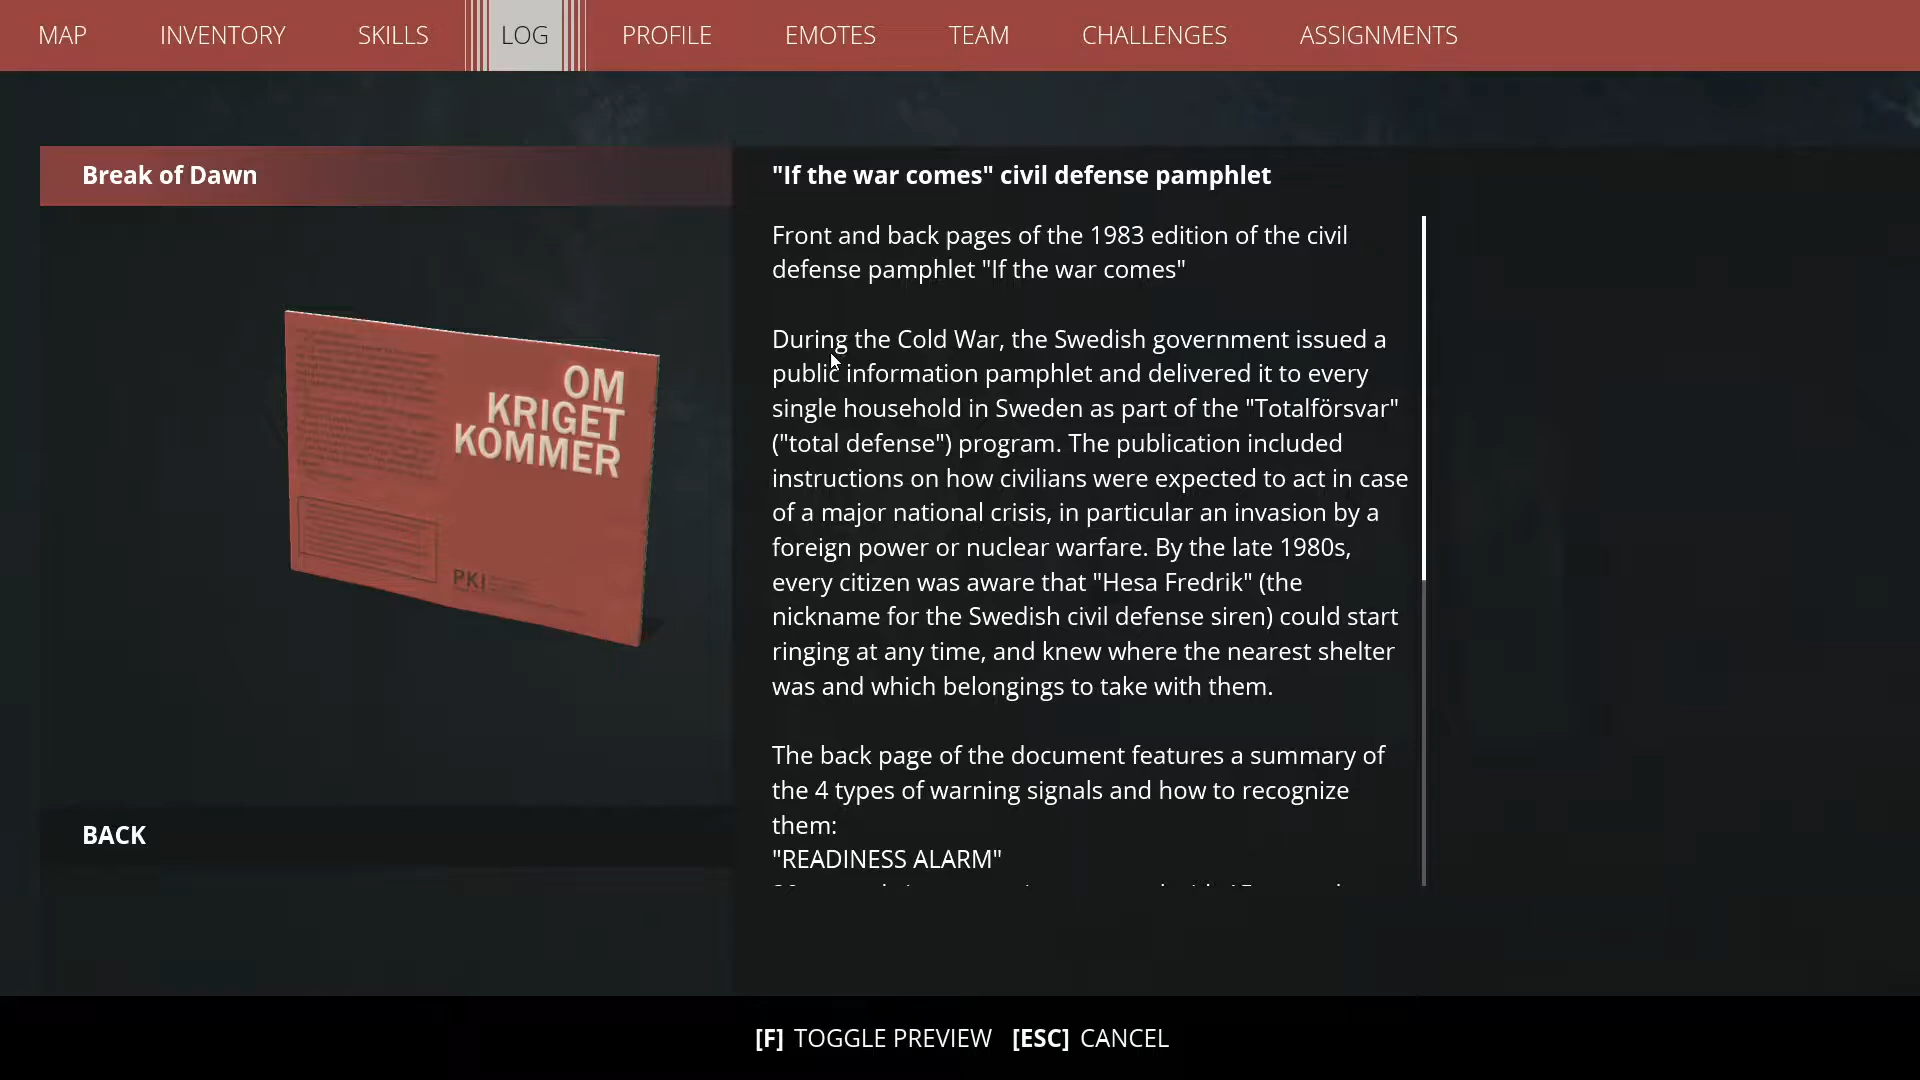 MAP
INVENTORY
SKILLS
LOG
PROFILE
EMOTES
TEAM
CHALLENGES
ASSIGNMENTS
Break of Dawn
OM
KRIGET
KOMMER
PKI
BACK
"If the war comes" civil defense pamphlet
Front and back pages of the 1983 edition of the civil
defense pamphlet "If the war comes"
During the Cold War, the Swedish government issued a
public information pamphlet and delivered it to every
single household in Sweden as part of the "Totalförsvar"
("total defense") program. The publication included
instructions on how civilians were expected to act in case
of a major national crisis, in particular an invasion by a
foreign power or nuclear warfare. By the late 1980s,
every citizen was aware that "Hesa Fredrik" (the
nickname for the Swedish civil defense siren) could start
ringing at any time, and knew where the nearest shelter
was and which belongings to take with them.
The back page of the document features a summary of
the 4 types of warning signals and how to recognize
them:
"READINESS ALARM"
[F] TOGGLE PREVIEW [ESC] CANCEL